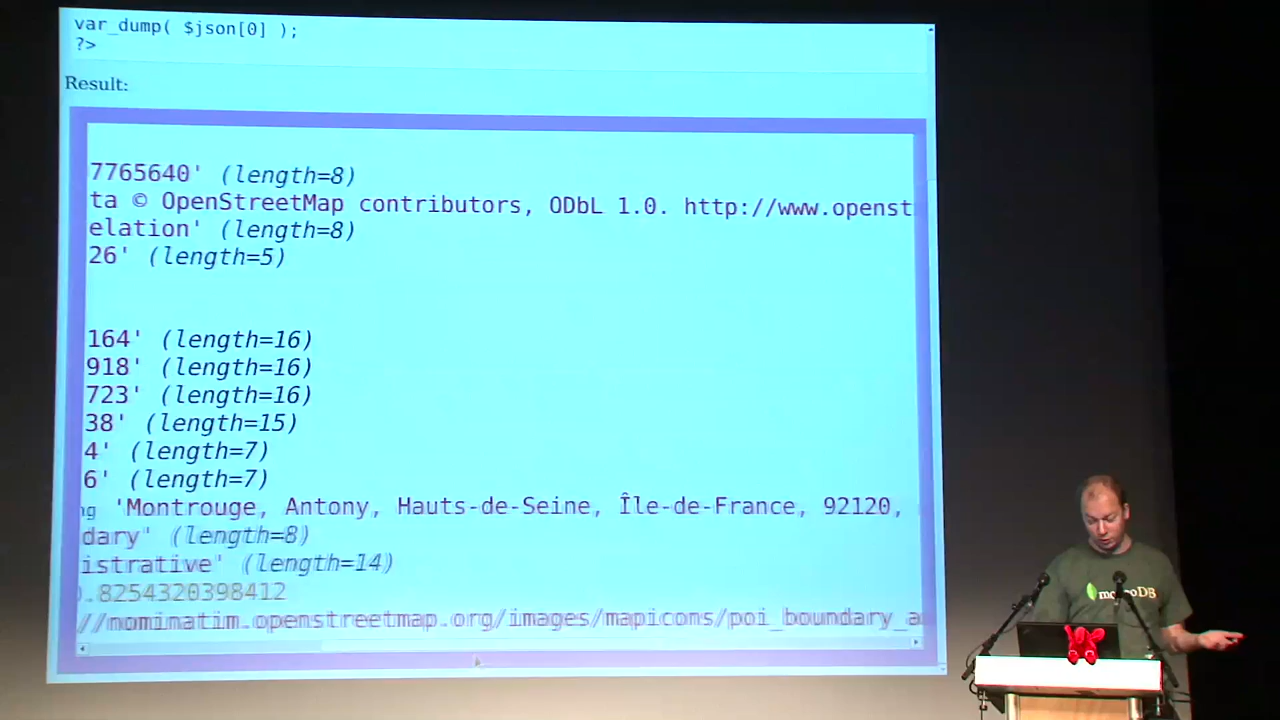 var_dump( $json[0] );
?>
Result:
7765640' (length=8)
ta © OpenStreetMap contributors, ODbL 1.0. http://www.openst
elation' (length=8)
26' (length=5)
164' (length=16)
918' (length=16)
723' (length=16)
38' (length=15)
4' (length=7)
6' (length=7)
ng 'Montrouge, Antony, Hauts-de-Seine, Île-de-France, 92120,
dary' (length=8)
istrative' (length=14)
0.8254320398412
//nominatim.openstreetmap.org/images/mapicons/poi_boundary_a
mongoDB